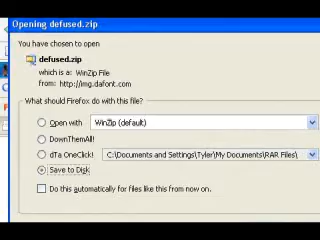 Opening defused.zip
You have chosen to open
defused.zip
which is a: WinZip File
from: http://img.dafont.com
What should Firefox do with this file?
Open with WinZip (default)
DownThemAll!
dTa OneClick! C:\Documents and Settings\Tyler\My Documents\RAR Files\
Save to Disk
Do this automatically for files like this from now on.